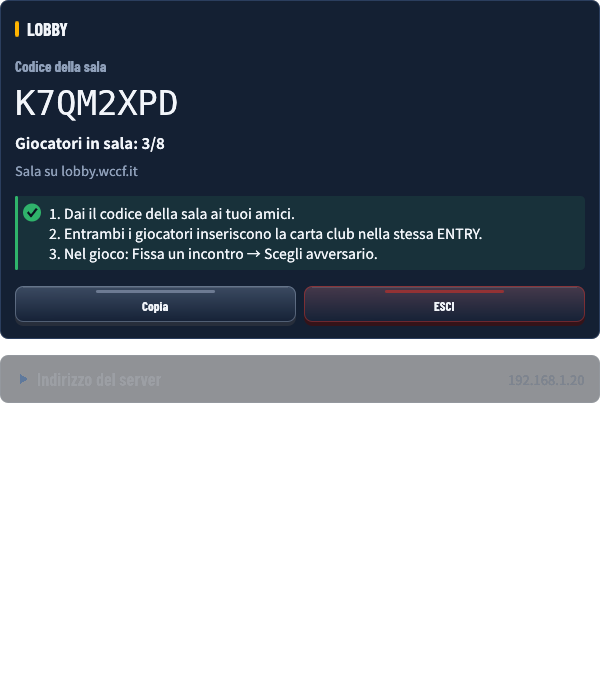 LOBBY
Codice della sala
K7QM2XPD
Giocatori in sala: 3/8
Sala su lobby.wccf.it
1. Dai il codice della sala ai tuoi amici.
2. Entrambi i giocatori inseriscono la carta club nella stessa ENTRY.
3. Nel gioco: Fissa un incontro → Scegli avversario.
Copia
ESCI
Indirizzo del server
192.168.1.20